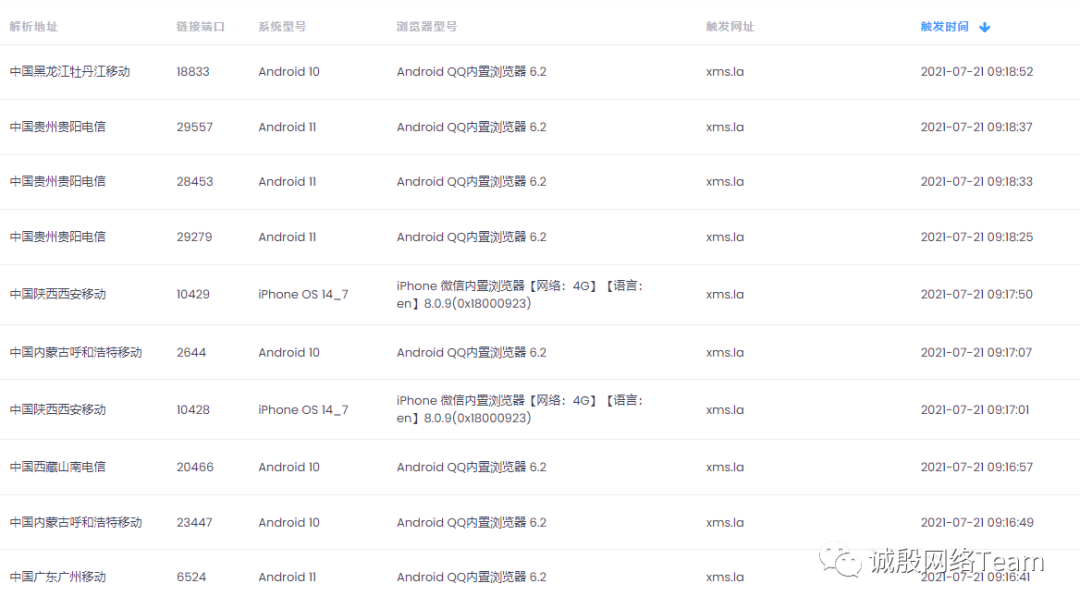 解析地址 链接端口 系统型号 浏览器型号 触发网址 触发时间
中国黑龙江牡丹江移动 18833 Android 10 Android QQ内置浏览器 6.2 xms.la 2021-07-21 09:18:52
中国贵州贵阳电信 29557 Android 11 Android QQ内置浏览器 6.2 xms.la 2021-07-21 09:18:37
中国贵州贵阳电信 28453 Android 11 Android QQ内置浏览器 6.2 xms.la 2021-07-21 09:18:33
中国贵州贵阳电信 29279 Android 11 Android QQ内置浏览器 6.2 xms.la 2021-07-21 09:18:25
iPhone 微信内置浏览器【网络：4G】【语言：
中国陕西西安移动 10429 iPhone OS 14_7 en】8.0.9(0x18000923) xms.la 2021-07-21 09:17:50
中国内蒙古呼和浩特移动 2644 Android 10 Android QQ内置浏览器 6.2 xms.la 2021-07-21 09:17:07
iPhone 微信内置浏览器【网络：4G】【语言：
中国陕西西安移动 10428 iPhone OS 14_7 en】8.0.9(0x18000923) xms.la 2021-07-21 09:17:01
中国西藏山南电信 20466 Android 10 Android QQ内置浏览器 6.2 xms.la 2021-07-21 09:16:57
中国内蒙古呼和浩特移动 23447 Android 10 Android QQ内置浏览器 6.2 xms.la 2021-07-21 09:16:49
中国广东广州移动 6524 Android 11 Android QQ内置浏览器 6.2 xms.la 2021-07-21 09:16:41
诚殷网络Team